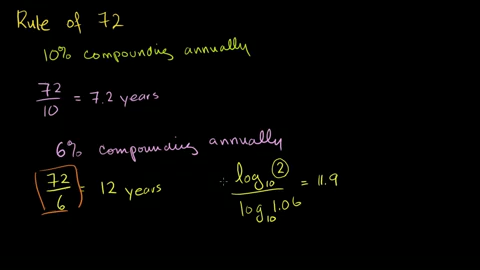 Rule of 72
10% compounding annually
72/10 = 7.2 years
6% compounding annually
72/6 = 12 years
log₁₀ 2 / log₁₀ 1.06 = 11.9